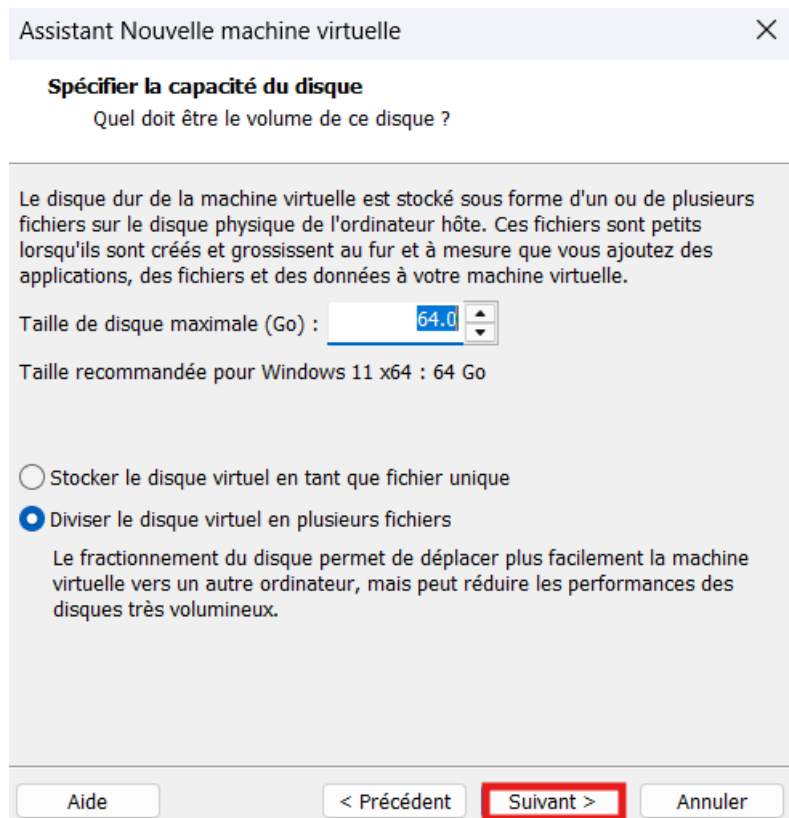 Assistant Nouvelle machine virtuelle
Spécifier la capacité du disque
Quel doit être le volume de ce disque ?
Le disque dur de la machine virtuelle est stocké sous forme d'un ou de plusieurs
fichiers sur le disque physique de l'ordinateur hôte. Ces fichiers sont petits
lorsqu'ils sont créés et grossissent au fur et à mesure que vous ajoutez des
applications, des fichiers et des données à votre machine virtuelle.
Taille de disque maximale (Go) : 64.0
Taille recommandée pour Windows 11 x64 : 64 Go
Stocker le disque virtuel en tant que fichier unique
Diviser le disque virtuel en plusieurs fichiers
Le fractionnement du disque permet de déplacer plus facilement la machine
virtuelle vers un autre ordinateur, mais peut réduire les performances des
disques très volumineux.
Aide < Précédent Suivant > Annuler